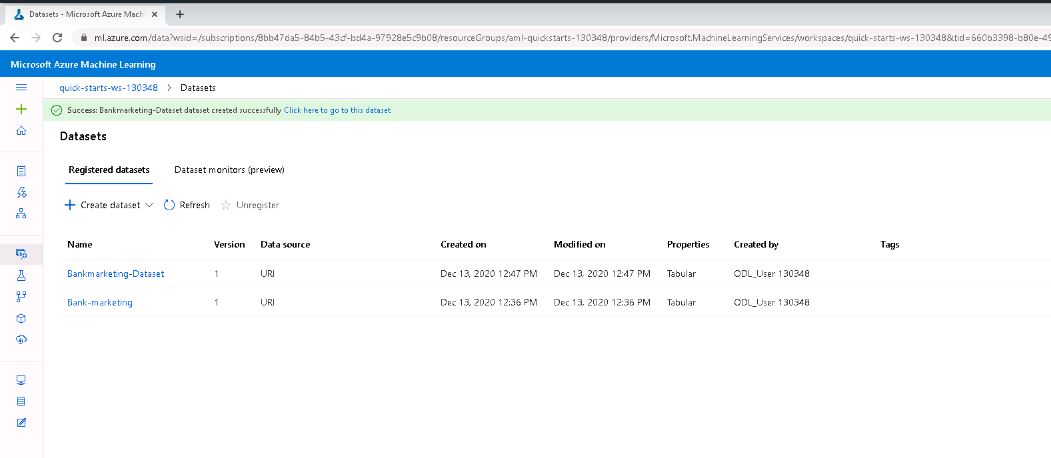 Datasets - Microsoft Azure Mach
ml.azure.com/data?wsid=/subscriptions/8bb47da5-84b5-43cf-bd4a-97928e5c9b08/resourceGroups/aml-quickstarts-130348/providers/Microsoft.MachineLearningServices/workspaces/quick-starts-ws-130348&tid=660b3398-b80e-49
Microsoft Azure Machine Learning
quick-starts-ws-130348 > Datasets
Success: Bankmarketing-Dataset dataset created successfully Click here to go to this dataset
Datasets
Registered datasets Dataset monitors (preview)
Create dataset Refresh Unregister
Name Version Data source Created on Modified on Properties Created by Tags
Bankmarketing-Dataset 1 URI Dec 13, 2020 12:47 PM Dec 13, 2020 12:47 PM Tabular ODL_User 130348
Bank-marketing 1 URI Dec 13, 2020 12:36 PM Dec 13, 2020 12:36 PM Tabular ODL_User 130348